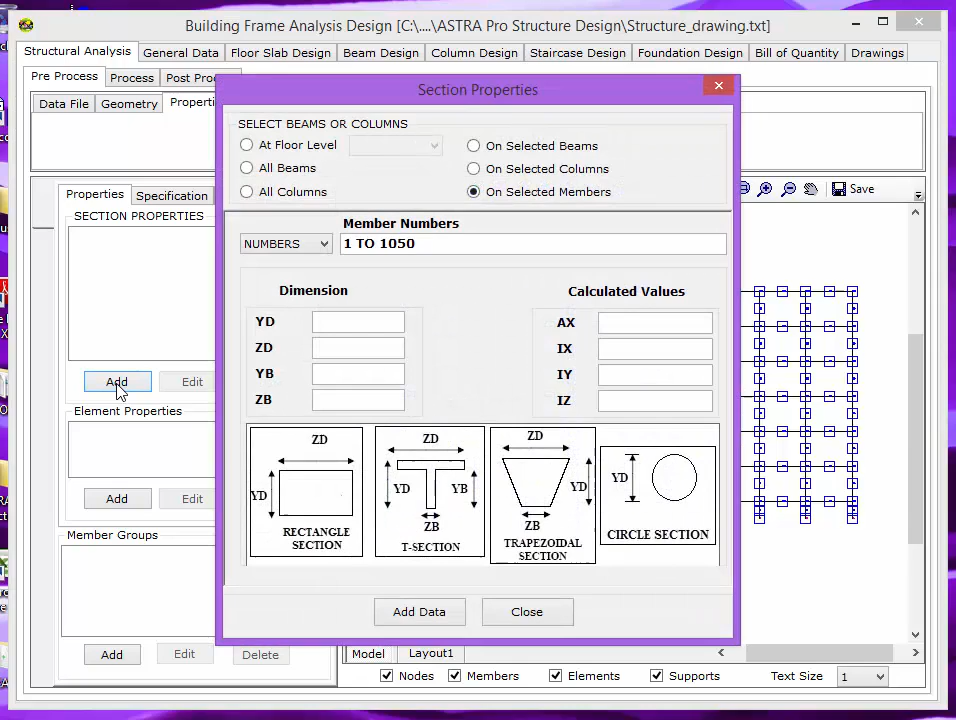 Building Frame Analysis Design [C:\....\ASTRA Pro Structure Design\Structure_drawing.txt]
Structural Analysis General Data Floor Slab Design Beam Design Column Design Staircase Design Foundation Design Bill of Quantity Drawings
Pre Process Process Post Pro
Data File Geometry Properti
Section Properties
SELECT BEAMS OR COLUMNS
At Floor Level On Selected Beams
All Beams On Selected Columns
All Columns On Selected Members
Properties Specification
SECTION PROPERTIES
Save
Member Numbers
NUMBERS 1 TO 1050
Dimension Calculated Values
YD AX
ZD IX
YB IY
ZB IZ
Add Edit
Element Properties
Add Edit
Member Groups
Add Edit Delete
ZD
YD
RECTANGLE
SECTION
ZD
YD YB
ZB
T-SECTION
ZD
YD
ZB
TRAPEZOIDAL
SECTION
YD
CIRCLE SECTION
Add Data Close
Model Layout1
Nodes Members Elements Supports Text Size 1